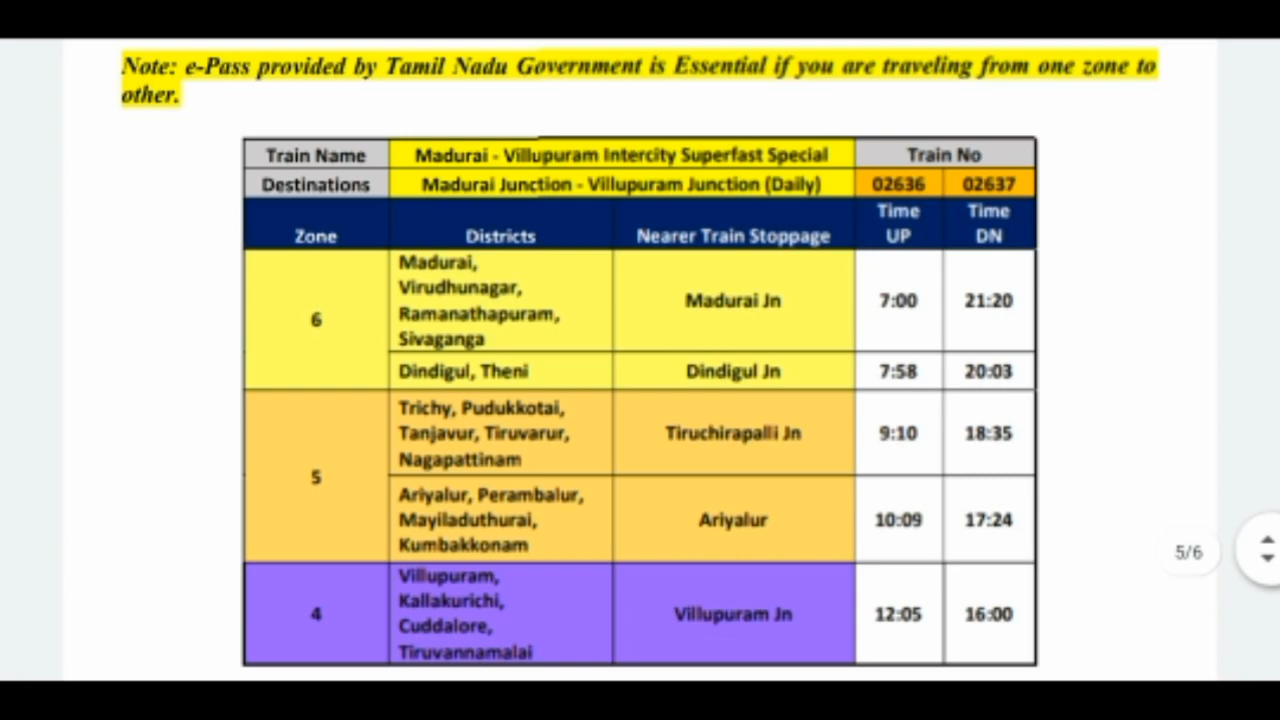 Note: e-Pass provided by Tamil Nadu Government is Essential if you are traveling from one zone to
other.
Train Name Madurai - Villupuram Intercity Superfast Special Train No
Destinations Madurai Junction - Villupuram Junction (Daily) 02636 02637
Zone Districts Nearer Train Stoppage Time UP Time DN
6
Madurai,
Virudhunagar,
Ramanathapuram,
Sivaganga
Madurai Jn 7:00 21:20
Dindigul, Theni Dindigul Jn 7:58 20:03
5
Trichy, Pudukkotai,
Tanjavur, Tiruvarur,
Nagapattinam
Tiruchirapalli Jn 9:10 18:35
Ariyalur, Perambalur,
Mayiladuthurai,
Kumbakkonam
Ariyalur 10:09 17:24
4
Villupuram,
Kallakurichi,
Cuddalore,
Tiruvannamalai
Villupuram Jn 12:05 16:00
5/6